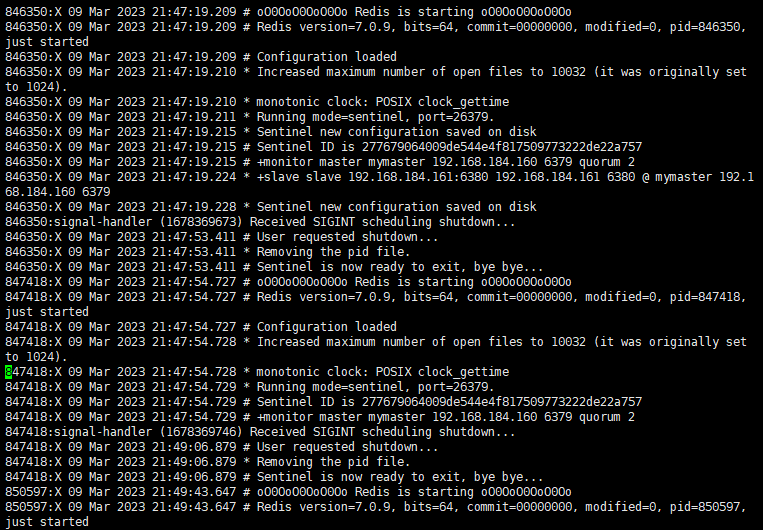 846350:X 09 Mar 2023 21:47:19.209 # oO0OoO0OoO0Oo Redis is starting oO0OoO0OoO0Oo
846350:X 09 Mar 2023 21:47:19.209 # Redis version=7.0.9, bits=64, commit=00000000, modified=0, pid=846350,
just started
846350:X 09 Mar 2023 21:47:19.209 # Configuration loaded
846350:X 09 Mar 2023 21:47:19.210 * Increased maximum number of open files to 10032 (it was originally set
to 1024).
846350:X 09 Mar 2023 21:47:19.210 * monotonic clock: POSIX clock_gettime
846350:X 09 Mar 2023 21:47:19.211 * Running mode=sentinel, port=26379.
846350:X 09 Mar 2023 21:47:19.215 * Sentinel new configuration saved on disk
846350:X 09 Mar 2023 21:47:19.215 # Sentinel ID is 277679064009de544e4f817509773222de22a757
846350:X 09 Mar 2023 21:47:19.215 # +monitor master mymaster 192.168.184.160 6379 quorum 2
846350:X 09 Mar 2023 21:47:19.224 * +slave slave 192.168.184.161:6380 192.168.184.161 6380 @ mymaster 192.1
68.184.160 6379
846350:X 09 Mar 2023 21:47:19.228 * Sentinel new configuration saved on disk
846350:signal-handler (1678369673) Received SIGINT scheduling shutdown...
846350:X 09 Mar 2023 21:47:53.411 # User requested shutdown...
846350:X 09 Mar 2023 21:47:53.411 * Removing the pid file.
846350:X 09 Mar 2023 21:47:53.411 # Sentinel is now ready to exit, bye bye...
847418:X 09 Mar 2023 21:47:54.727 # oO0OoO0OoO0Oo Redis is starting oO0OoO0OoO0Oo
847418:X 09 Mar 2023 21:47:54.727 # Redis version=7.0.9, bits=64, commit=00000000, modified=0, pid=847418,
just started
847418:X 09 Mar 2023 21:47:54.727 # Configuration loaded
847418:X 09 Mar 2023 21:47:54.728 * Increased maximum number of open files to 10032 (it was originally set
to 1024).
847418:X 09 Mar 2023 21:47:54.728 * monotonic clock: POSIX clock_gettime
847418:X 09 Mar 2023 21:47:54.729 * Running mode=sentinel, port=26379.
847418:X 09 Mar 2023 21:47:54.729 # Sentinel ID is 277679064009de544e4f817509773222de22a757
847418:X 09 Mar 2023 21:47:54.729 # +monitor master mymaster 192.168.184.160 6379 quorum 2
847418:signal-handler (1678369746) Received SIGINT scheduling shutdown...
847418:X 09 Mar 2023 21:49:06.879 # User requested shutdown...
847418:X 09 Mar 2023 21:49:06.879 * Removing the pid file.
847418:X 09 Mar 2023 21:49:06.879 # Sentinel is now ready to exit, bye bye...
850597:X 09 Mar 2023 21:49:43.647 # oO0OoO0OoO0Oo Redis is starting oO0OoO0OoO0Oo
850597:X 09 Mar 2023 21:49:43.647 # Redis version=7.0.9, bits=64, commit=00000000, modified=0, pid=850597,
just started